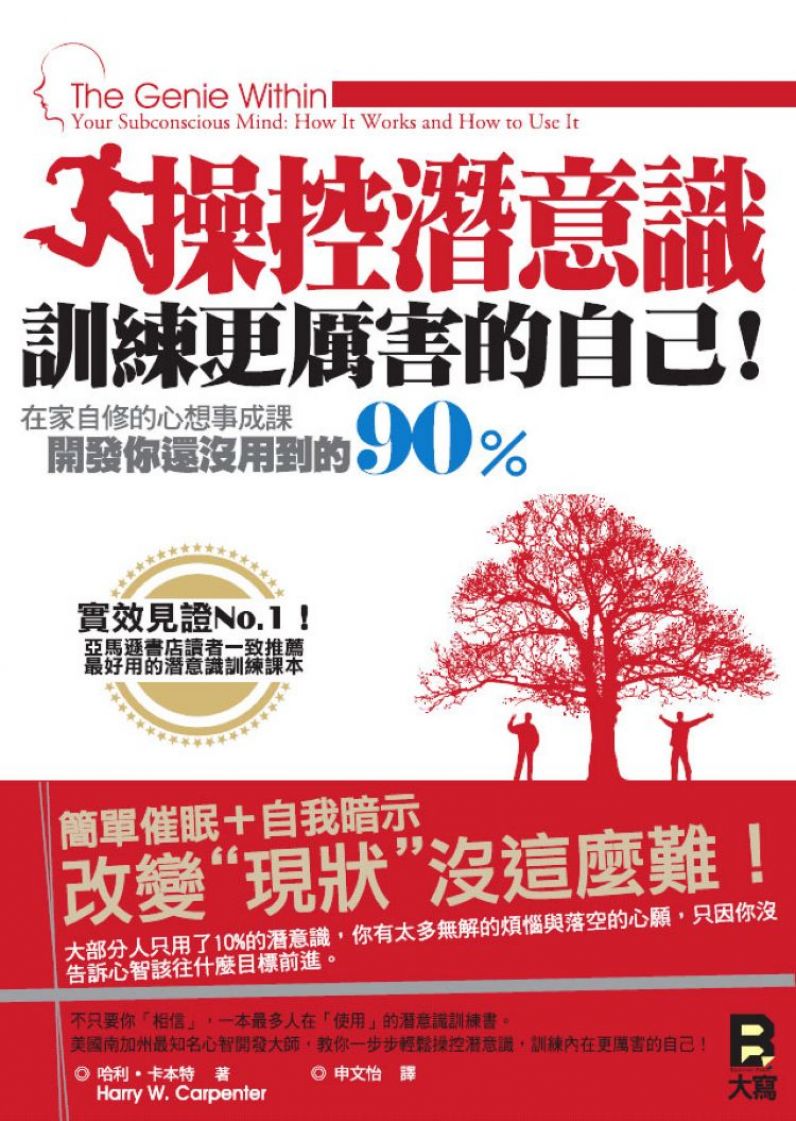 The Genie Within
Your Subconscious Mind: How It Works and How to Use It
操控潛意識
訓練更厲害的自己！
在家自修的心想事成課
開發你還沒用到的90%
實效見證No.1！
亞馬遜書店讀者一致推薦
最好用的潛意識訓練課本
簡單催眠＋自我暗示
改變“現狀”沒這麼難！
大部分人只用了10%的潛意識，你有太多無解的煩惱與落空的心願，只因你沒
告訴心智該往什麼目標前進。
不只要你「相信」，一本最多人在「使用」的潛意識訓練書。
美國南加州最知名心智開發大師，教你一步步輕鬆操控潛意識，訓練內在更厲害的自己！
◎ 哈利・卡本特 著 ◎ 申文怡 譯
Harry W. Carpenter
B
大寫